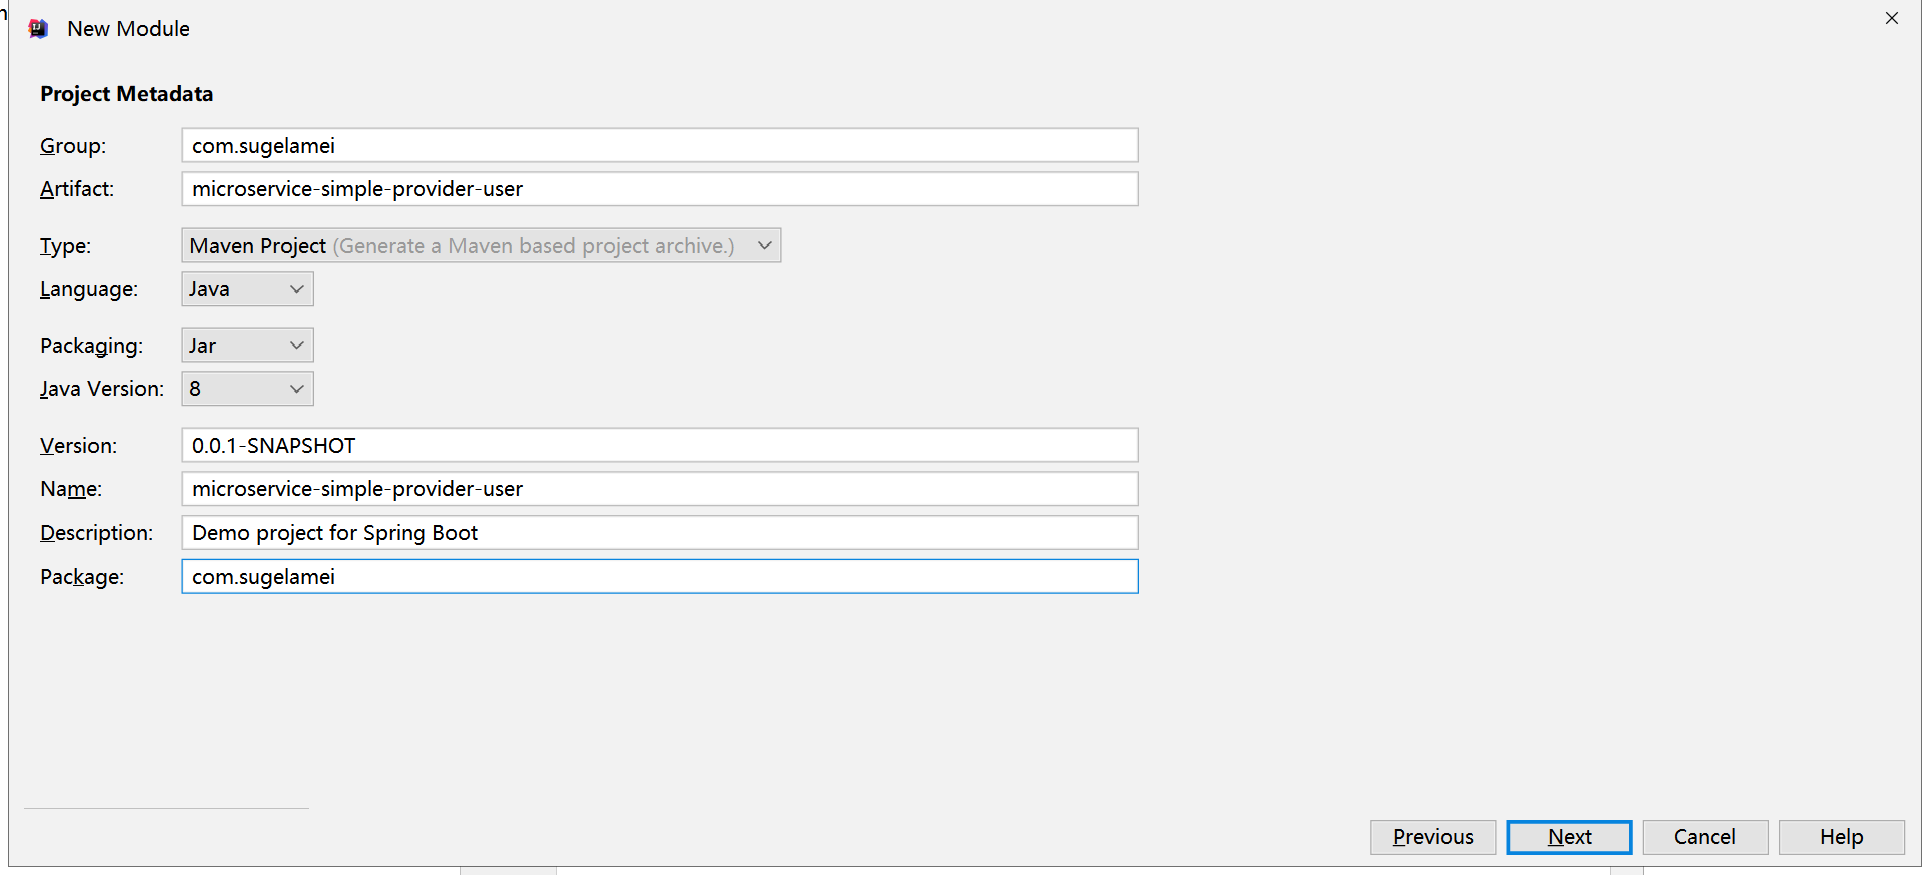 n
New Module
Project Metadata
Group: com.sugelamei
Artifact: microservice-simple-provider-user
Type: Maven Project (Generate a Maven based project archive.)
Language: Java
Packaging: Jar
Java Version: 8
Version: 0.0.1-SNAPSHOT
Name: microservice-simple-provider-user
Description: Demo project for Spring Boot
Package: com.sugelamei
Previous Next Cancel Help